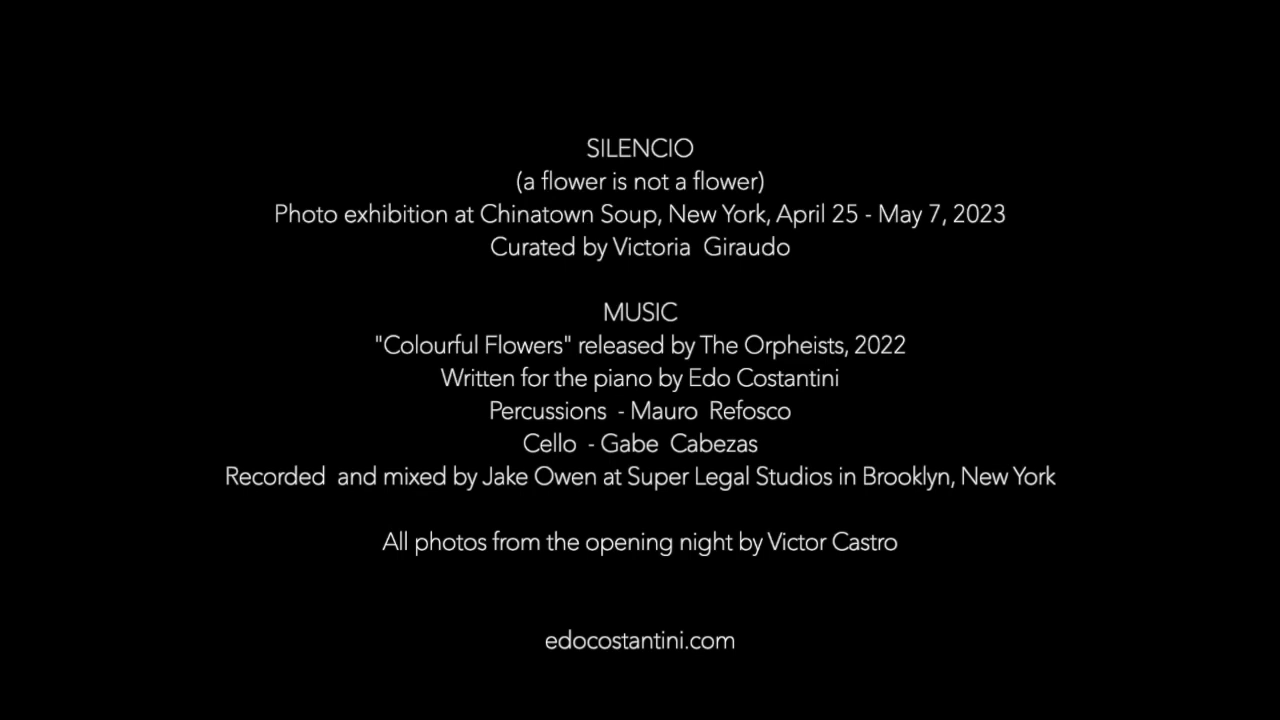 SILENCIO
(a flower is not a flower)
Photo exhibition at Chinatown Soup, New York, April 25 - May 7, 2023
Curated by Victoria Giraudo
MUSIC
"Colourful Flowers" released by The Orpheists, 2022
Written for the piano by Edo Costantini
Percussions - Mauro Refosco
Cello - Gabe Cabezas
Recorded and mixed by Jake Owen at Super Legal Studios in Brooklyn, New York
All photos from the opening night by Victor Castro
edocostantini.com